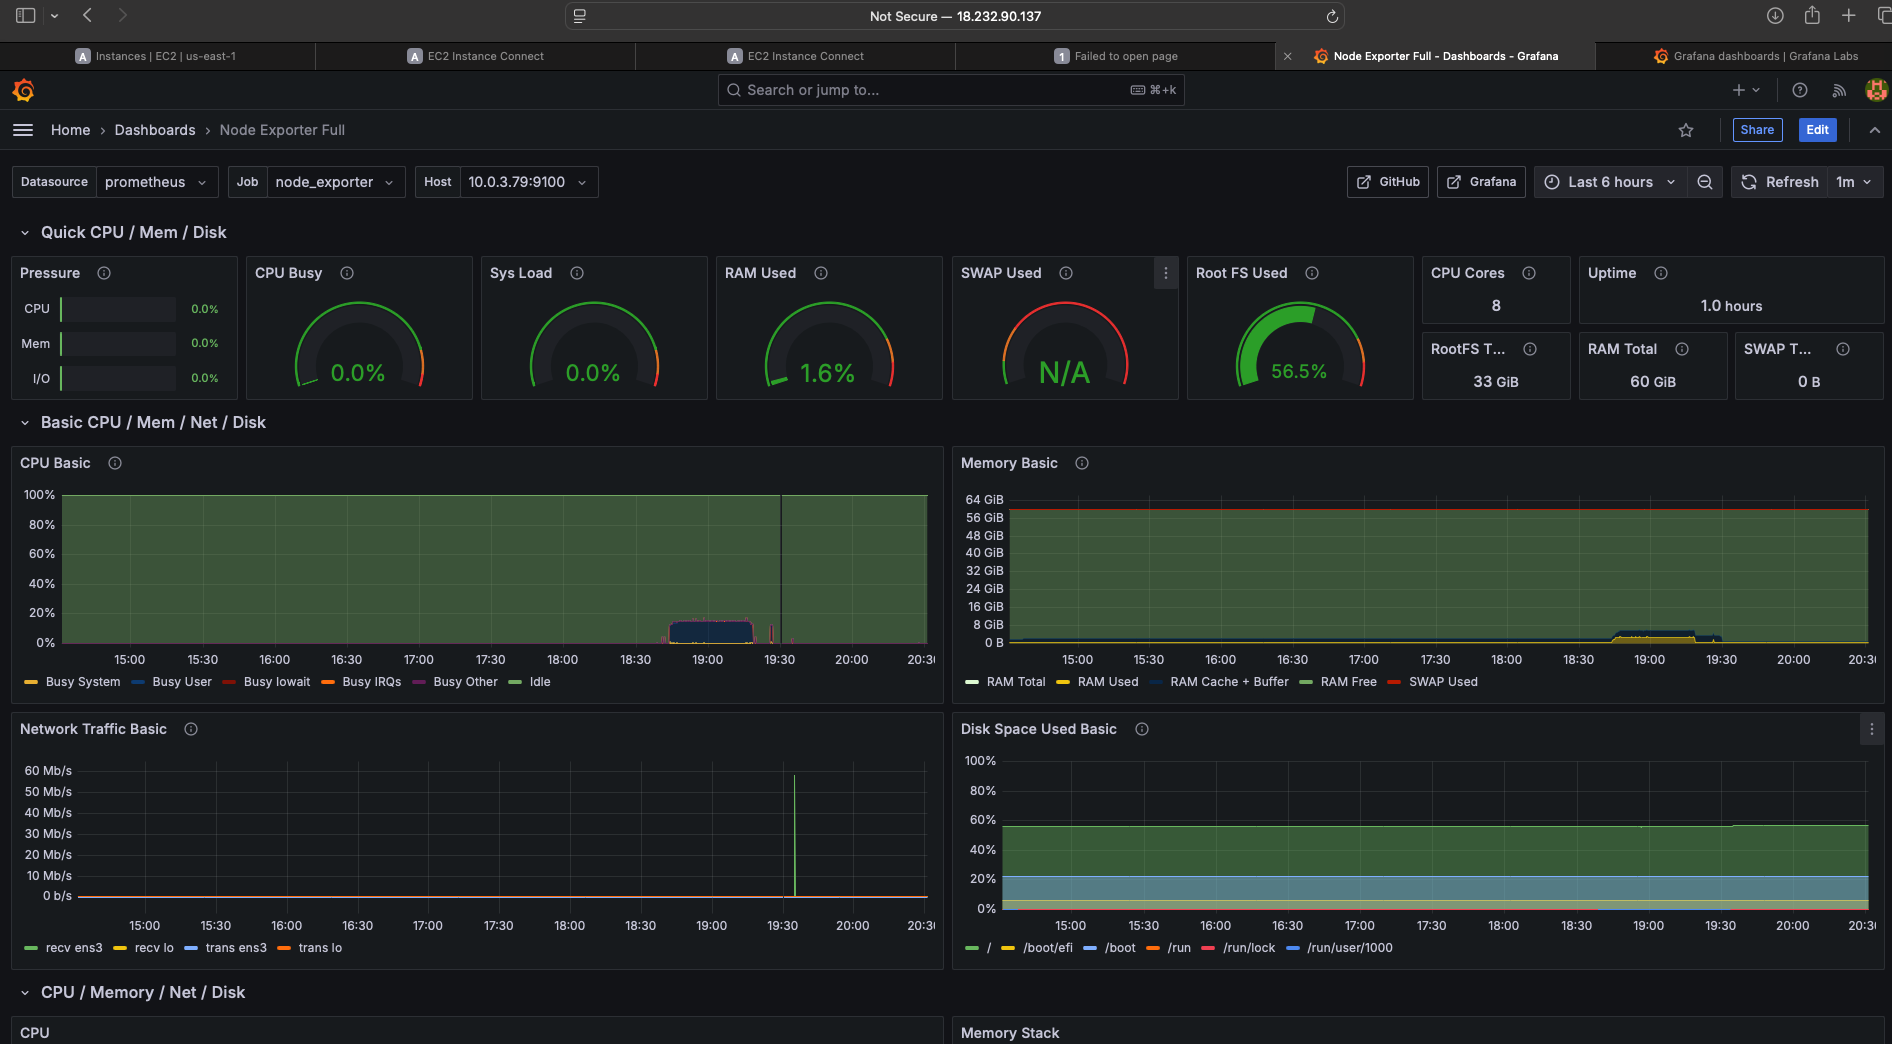 Not Secure — 18.232.90.137
A Instances | EC2 | us-east-1
A EC2 Instance Connect
A EC2 Instance Connect
1 Failed to open page
Node Exporter Full - Dashboards - Grafana
Grafana dashboards | Grafana Labs
Search or jump to... ⌘+k
Home › Dashboards › Node Exporter Full
Share
Edit
Datasource prometheus
Job node_exporter
Host 10.0.3.79:9100
GitHub
Grafana
Last 6 hours
Refresh 1m
Quick CPU / Mem / Disk
Pressure
CPU 0.0%
Mem 0.0%
I/O 0.0%
CPU Busy
0.0%
Sys Load
0.0%
RAM Used
1.6%
SWAP Used
N/A
Root FS Used
56.5%
CPU Cores
8
Uptime
1.0 hours
RootFS T...
33 GiB
RAM Total
60 GiB
SWAP T...
0 B
Basic CPU / Mem / Net / Disk
CPU Basic
100%
80%
60%
40%
20%
0%
15:00 15:30 16:00 16:30 17:00 17:30 18:00 18:30 19:00 19:30 20:00 20:3
Busy System Busy User Busy Iowait Busy IRQs Busy Other Idle
Memory Basic
64 GiB
56 GiB
48 GiB
40 GiB
32 GiB
24 GiB
16 GiB
8 GiB
0 B
15:00 15:30 16:00 16:30 17:00 17:30 18:00 18:30 19:00 19:30 20:00 20:3
RAM Total RAM Used RAM Cache + Buffer RAM Free SWAP Used
Network Traffic Basic
60 Mb/s
50 Mb/s
40 Mb/s
30 Mb/s
20 Mb/s
10 Mb/s
0 b/s
15:00 15:30 16:00 16:30 17:00 17:30 18:00 18:30 19:00 19:30 20:00 20:3
recv ens3 recv lo trans ens3 trans lo
Disk Space Used Basic
100%
80%
60%
40%
20%
0%
15:00 15:30 16:00 16:30 17:00 17:30 18:00 18:30 19:00 19:30 20:00 20:3
/ /boot/efi /boot /run /run/lock /run/user/1000
CPU / Memory / Net / Disk
CPU
Memory Stack